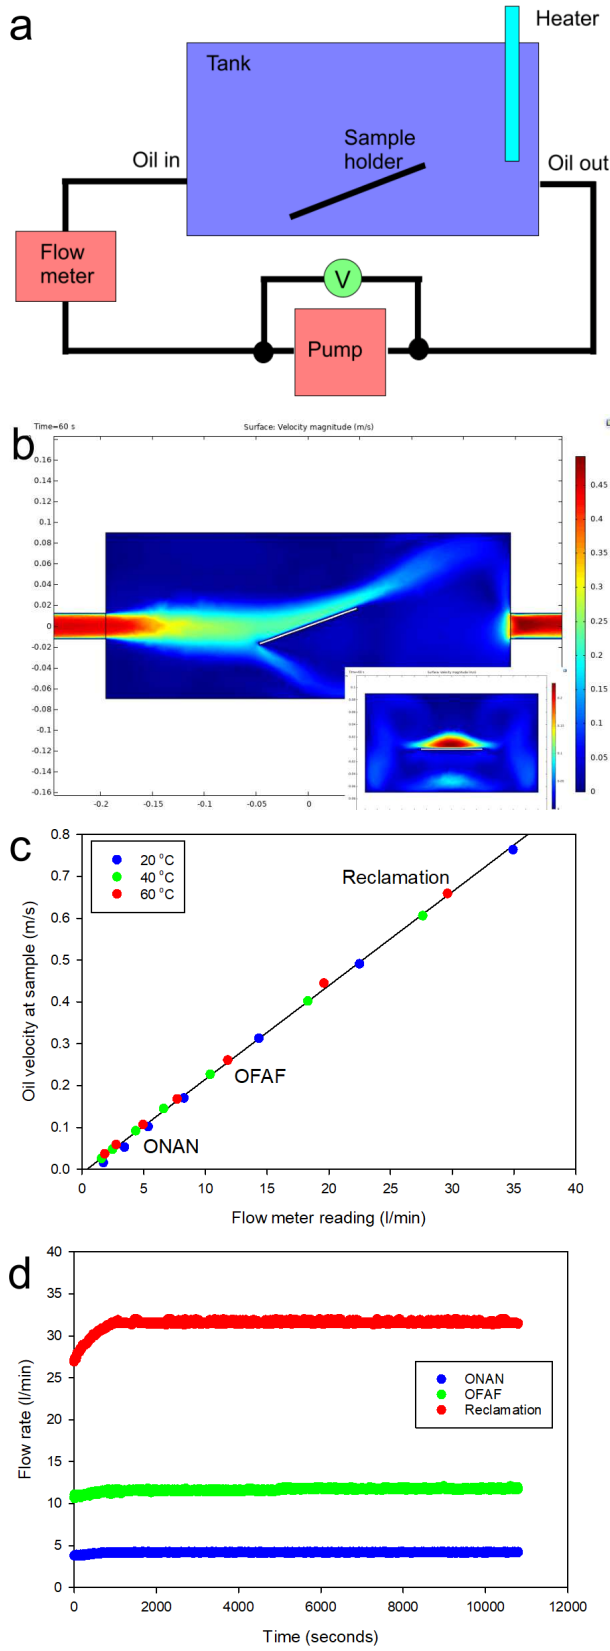 a
Heater
Tank
Sample
holder
Oil in
Oil out
Flow
meter
V
Pump
b
Time=60 s
Surface: Velocity magnitude (m/s)
0.16
0.14
0.12
0.1
0.08
0.06
0.04
0.02
0
-0.02
-0.04
-0.06
-0.08
-0.1
-0.12
-0.14
-0.16
-0.2
-0.15
-0.1
-0.05
0
0.45
0.4
0.35
0.3
0.25
0.2
0.15
0.1
0.05
0
c
20 °C
40 °C
60 °C
Reclamation
OFAF
ONAN
Oil velocity at sample (m/s)
0.8
0.7
0.6
0.5
0.4
0.3
0.2
0.1
0.0
0 5 10 15 20 25 30 35 40
Flow meter reading (l/min)
d
Flow rate (l/min)
40
35
30
25
20
15
10
5
0
ONAN
OFAF
Reclamation
0 2000 4000 6000 8000 10000 12000
Time (seconds)